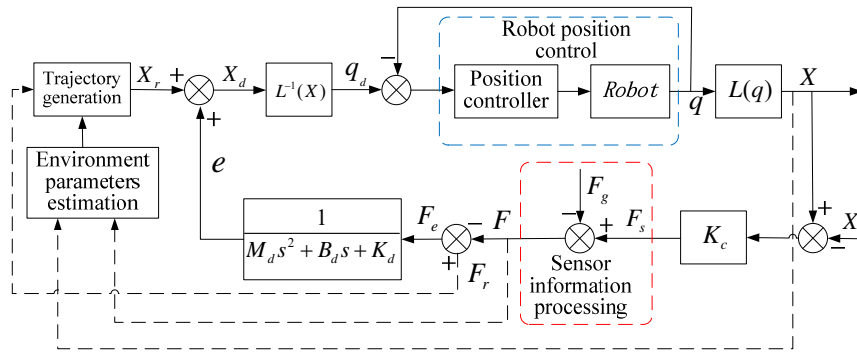 Robot position
control
Trajectory
generation
X_r
+
X_d
L^{-1}(X)
q_d
−
Position
controller
Robot
q
L(q)
X
+
e
Environment
parameters
estimation
1
M_d s^2 + B_d s + K_d
F_e
−
+
F_r
F
F_g
−
+
F_s
Sensor
information
processing
K_c
+
−
X